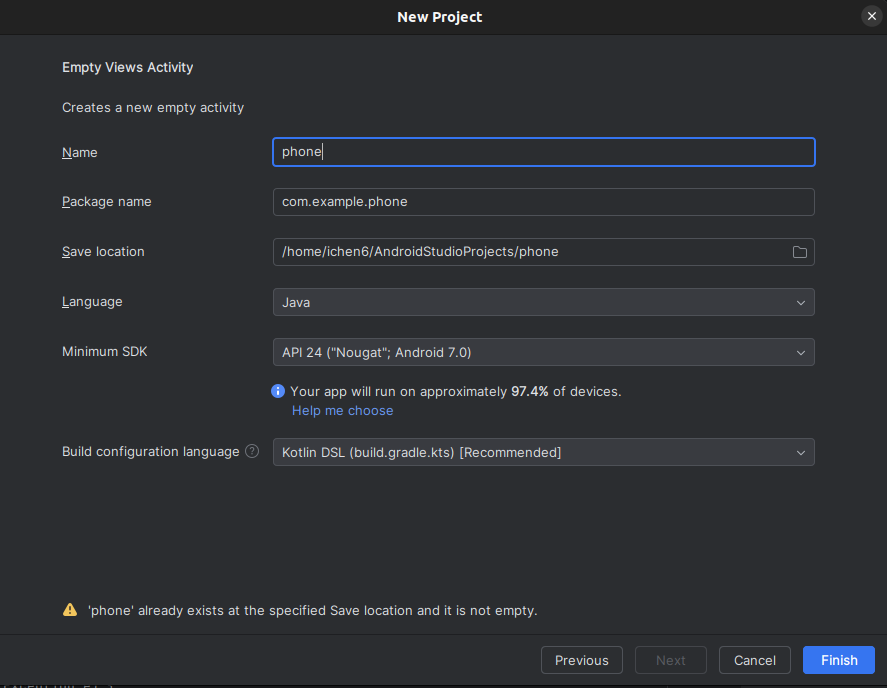 New Project
Empty Views Activity
Creates a new empty activity
Name phone
Package name com.example.phone
Save location /home/ichen6/AndroidStudioProjects/phone
Language Java
Minimum SDK API 24 ("Nougat"; Android 7.0)
Your app will run on approximately 97.4% of devices.
Help me choose
Build configuration language ? Kotlin DSL (build.gradle.kts) [Recommended]
'phone' already exists at the specified Save location and it is not empty.
Previous Next Cancel Finish